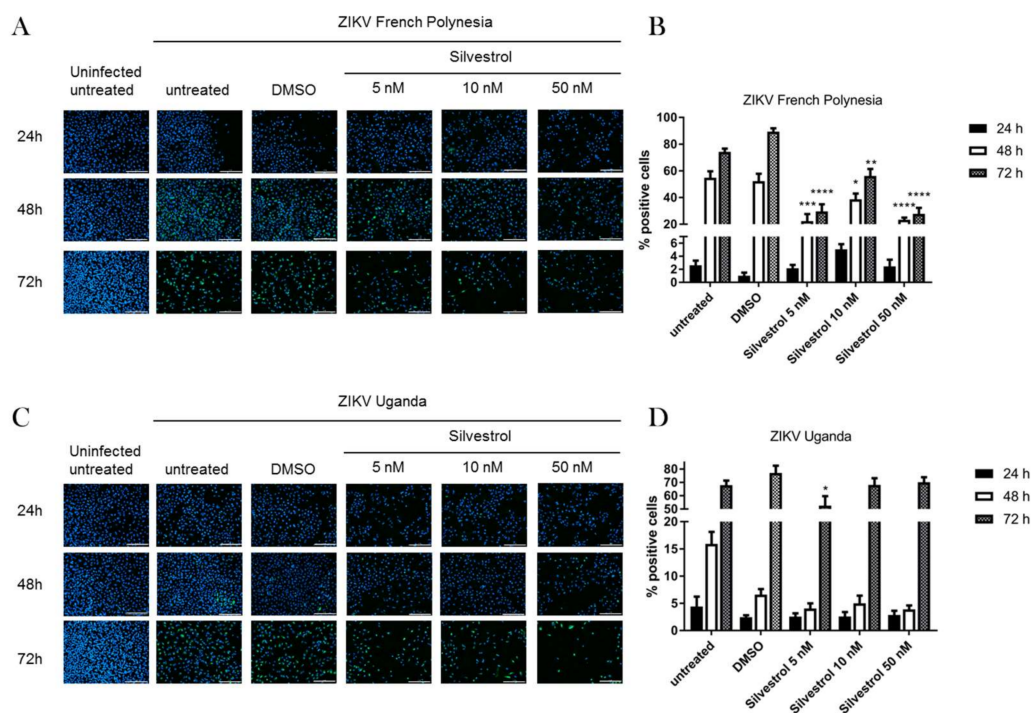 A
ZIKV French Polynesia
Silvestrol
Uninfected
untreated
untreated
DMSO
5 nM
10 nM
50 nM
24h
48h
72h
B
ZIKV French Polynesia
% positive cells
100
80
60
40
20
6
4
2
0
***
****
*
**
****
****
24 h
48 h
72 h
untreated
DMSO
Silvestrol 5 nM
Silvestrol 10 nM
Silvestrol 50 nM
C
ZIKV Uganda
Silvestrol
Uninfected
untreated
untreated
DMSO
5 nM
10 nM
50 nM
24h
48h
72h
D
ZIKV Uganda
% positive cells
80
70
60
50
20
15
10
5
0
*
24 h
48 h
72 h
untreated
DMSO
Silvestrol 5 nM
Silvestrol 10 nM
Silvestrol 50 nM